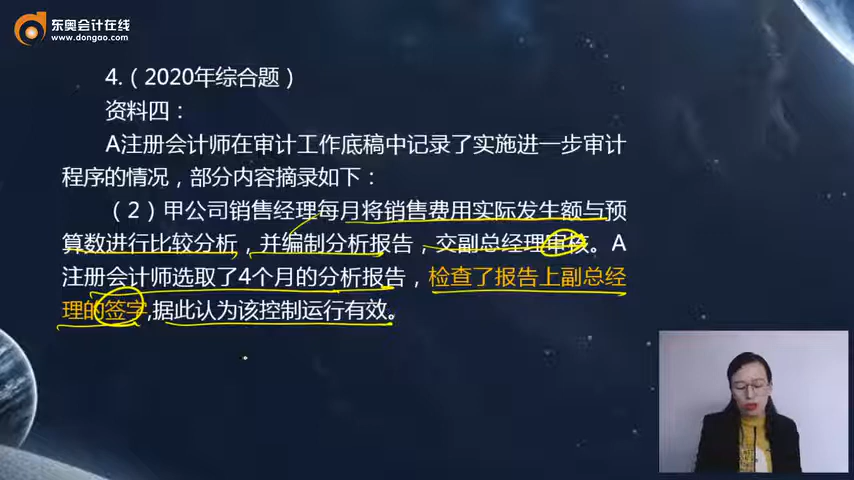 东奥会计在线
www.dongao.com
4.（2020年综合题）
资料四：
A注册会计师在审计工作底稿中记录了实施进一步审计
程序的情况，部分内容摘录如下：
（2）甲公司销售经理每月将销售费用实际发生额与预
算数进行比较分析，并编制分析报告，交副总经理审核。A
注册会计师选取了4个月的分析报告，检查了报告上副总经
理的签字,据此认为该控制运行有效。